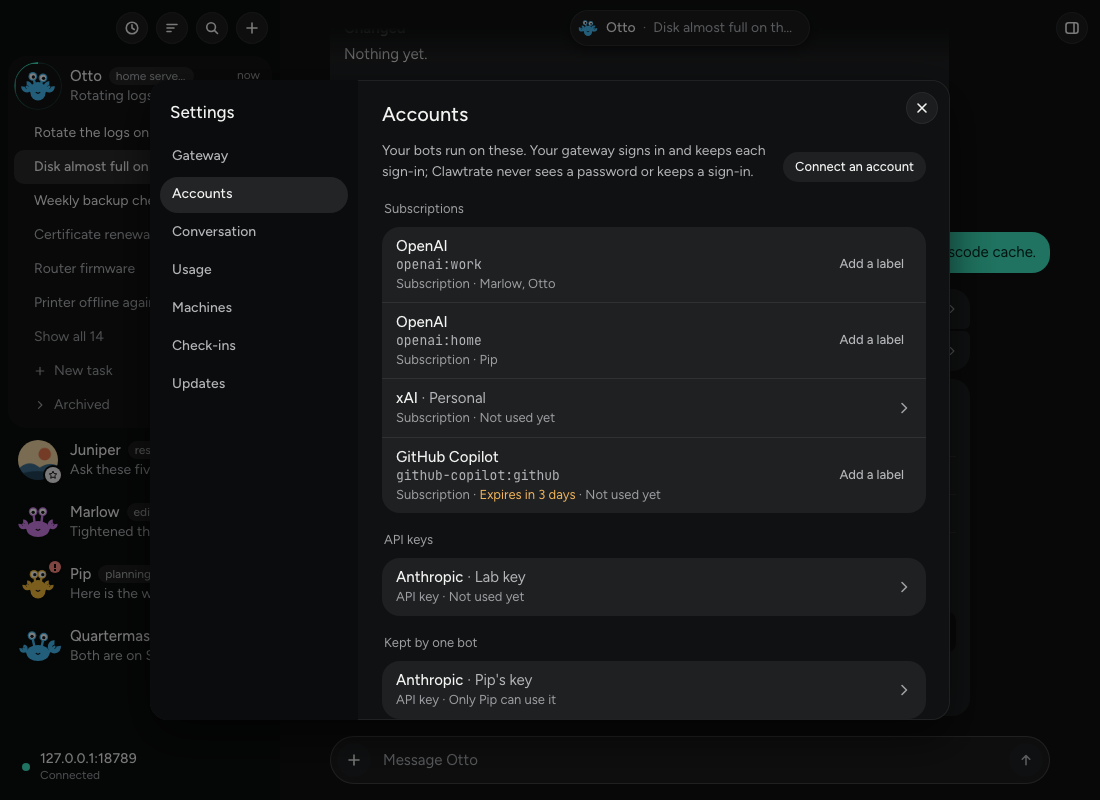 Otto · Disk almost full on th…
Nothing yet.
Otto home serve… now
Rotating logs
Rotate the logs on
Disk almost full on
Weekly backup che
Certificate renewa
Router firmware
Printer offline again
Show all 14
New task
Archived
Juniper res
Ask these fiv
Marlow edi
Tightened th
Pip planning
Here is the w
Quartermas
Both are on S
127.0.0.1:18789
Connected
Settings
Gateway
Accounts
Conversation
Usage
Machines
Check-ins
Updates
Accounts
Your bots run on these. Your gateway signs in and keeps each
sign-in; Clawtrate never sees a password or keeps a sign-in.
Connect an account
Subscriptions
OpenAI
openai:work
Subscription · Marlow, Otto
Add a label
OpenAI
openai:home
Subscription · Pip
Add a label
xAI · Personal
Subscription · Not used yet
GitHub Copilot
github-copilot:github
Subscription · Expires in 3 days · Not used yet
Add a label
API keys
Anthropic · Lab key
API key · Not used yet
Kept by one bot
Anthropic · Pip's key
API key · Only Pip can use it
scode cache.
Message Otto